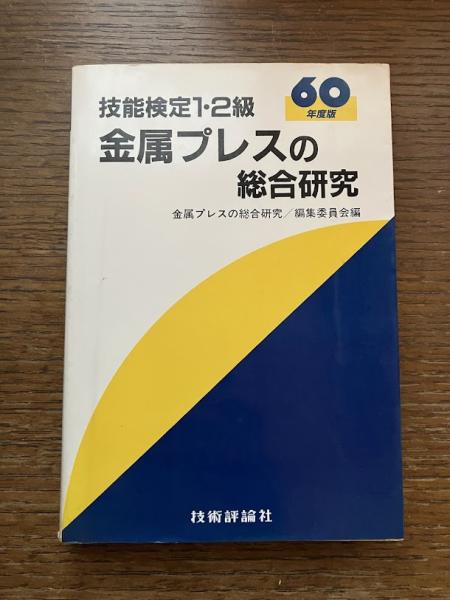 技能検定1・2級
60
年度版
金属プレスの
総合研究
金属プレスの総合研究／編集委員会編
技術評論社